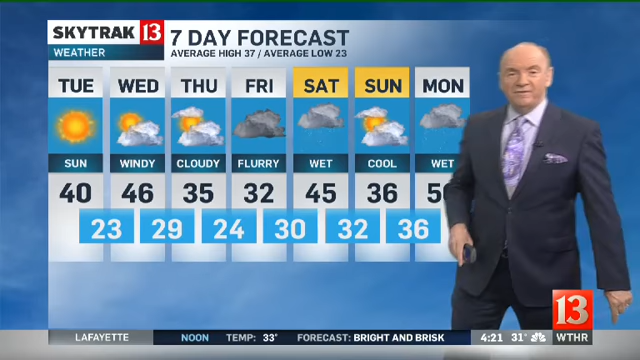 SKYTRAK 13
WEATHER
7 DAY FORECAST
AVERAGE HIGH 37 / AVERAGE LOW 23
TUE WED THU FRI SAT SUN MON
SUN WINDY CLOUDY FLURRY WET COOL WET
40 46 35 32 45 36
23 29 24 30 32 36
13
LAFAYETTE NOON TEMP: 33° FORECAST: BRIGHT AND BRISK 4:21 31° WTHR